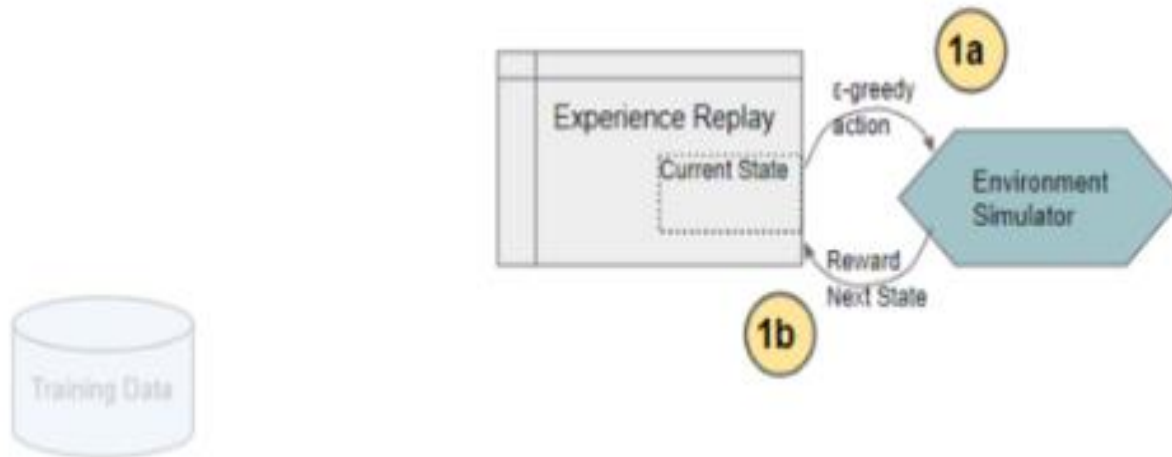 1a
ε-greedy
action
Experience Replay
Current State
Environment
Simulator
Reward
Next State
1b
Training Data